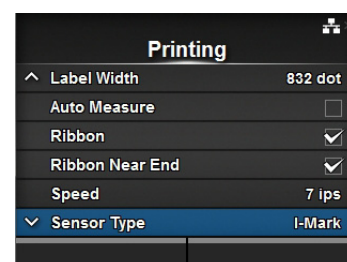 Printing
Label Width 832 dot
Auto Measure
Ribbon
Ribbon Near End
Speed 7 ips
Sensor Type I-Mark